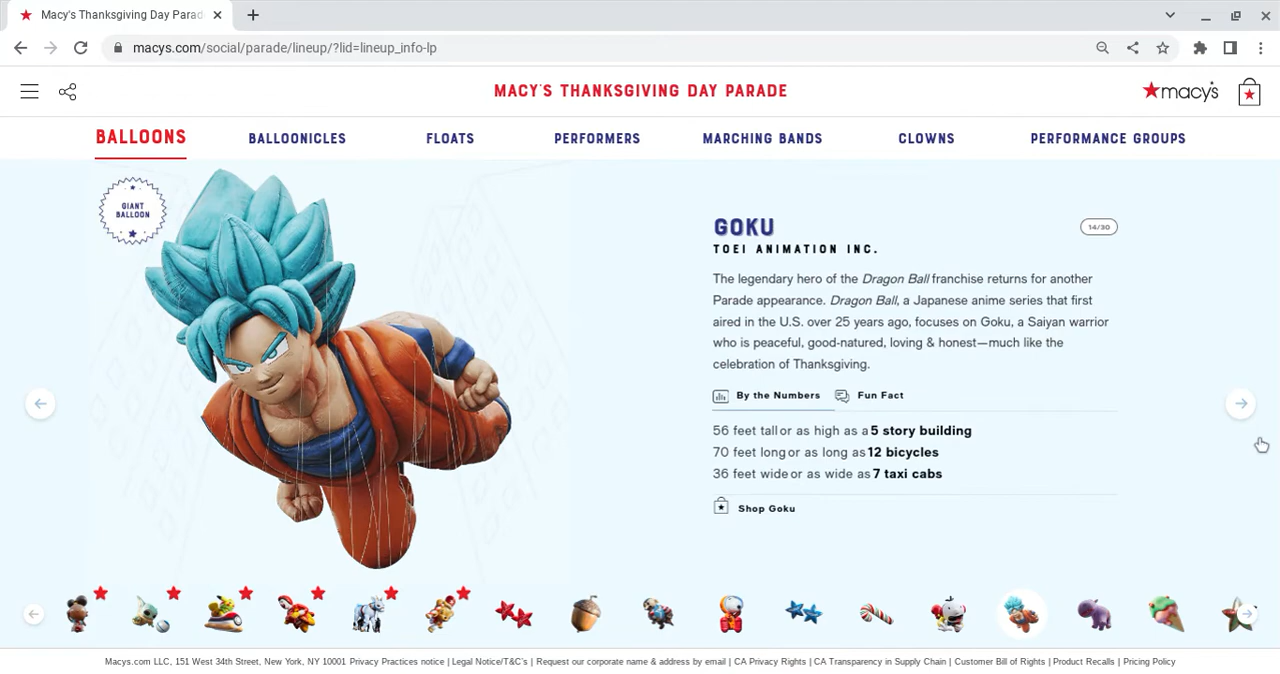 Macy's Thanksgiving Day Parad
macys.com/social/parade/lineup/?lid=lineup_info-lp
MACY'S THANKSGIVING DAY PARADE
★macy's
BALLOONS
BALLOONICLES
FLOATS
PERFORMERS
MARCHING BANDS
CLOWNS
PERFORMANCE GROUPS
GIANT
BALLOON
GOKU
14/30
TOEI ANIMATION INC.
The legendary hero of the Dragon Ball franchise returns for another
Parade appearance. Dragon Ball, a Japanese anime series that first
aired in the U.S. over 25 years ago, focuses on Goku, a Saiyan warrior
who is peaceful, good-natured, loving & honest—much like the
celebration of Thanksgiving.
By the Numbers
Fun Fact
56 feet tall or as high as a 5 story building
70 feet long or as long as 12 bicycles
36 feet wide or as wide as 7 taxi cabs
Shop Goku
Macys.com LLC, 151 West 34th Street, New York, NY 10001 Privacy Practices notice | Legal Notice/T&C's | Request our corporate name & address by email | CA Privacy Rights | CA Transparency in Supply Chain | Customer Bill of Rights | Product Recalls | Pricing Policy